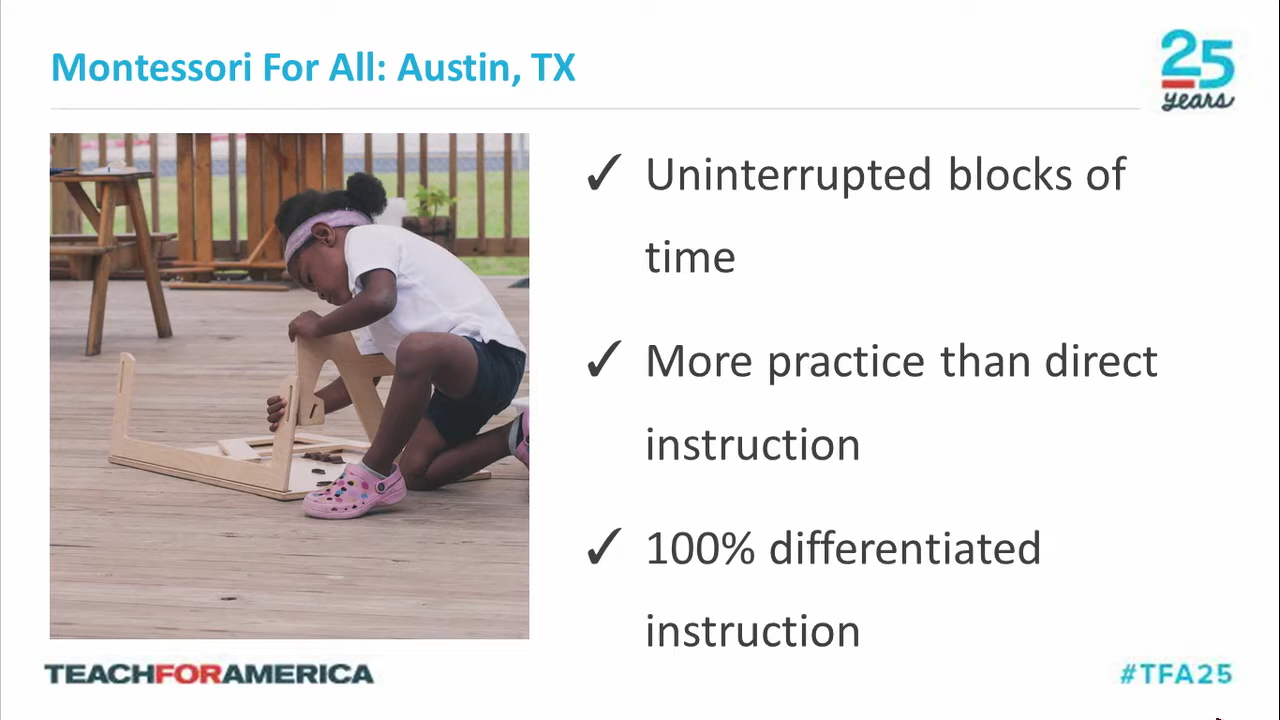 Montessori For All: Austin, TX
25
years
✓ Uninterrupted blocks of
time
✓ More practice than direct
instruction
✓ 100% differentiated
instruction
TEACHFORAMERICA
#TFA25